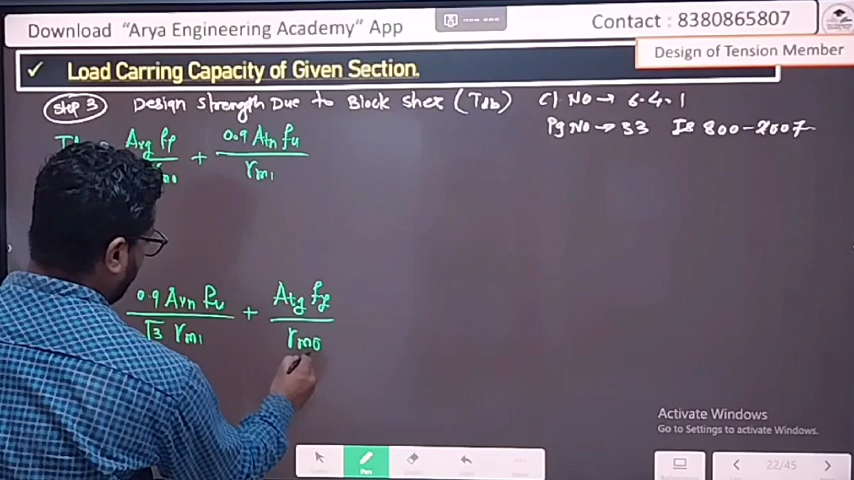 Download “Arya Engineering Academy” App
Contact : 8380865807
Design of Tension Member
✓ Load Carring Capacity of Given Section.
Step 3 Design Strength Due to Block Sher (Tdb) Cl No → 6.4.1
Pg No → 33 IS 800-2007
Avg fy / γm0 + 0.9 Atn fu / γm1
0.9 Avn fu / √3 γm1 + Atg fy / γm0
Activate Windows
Go to Settings to activate Windows.
Pen
22/45